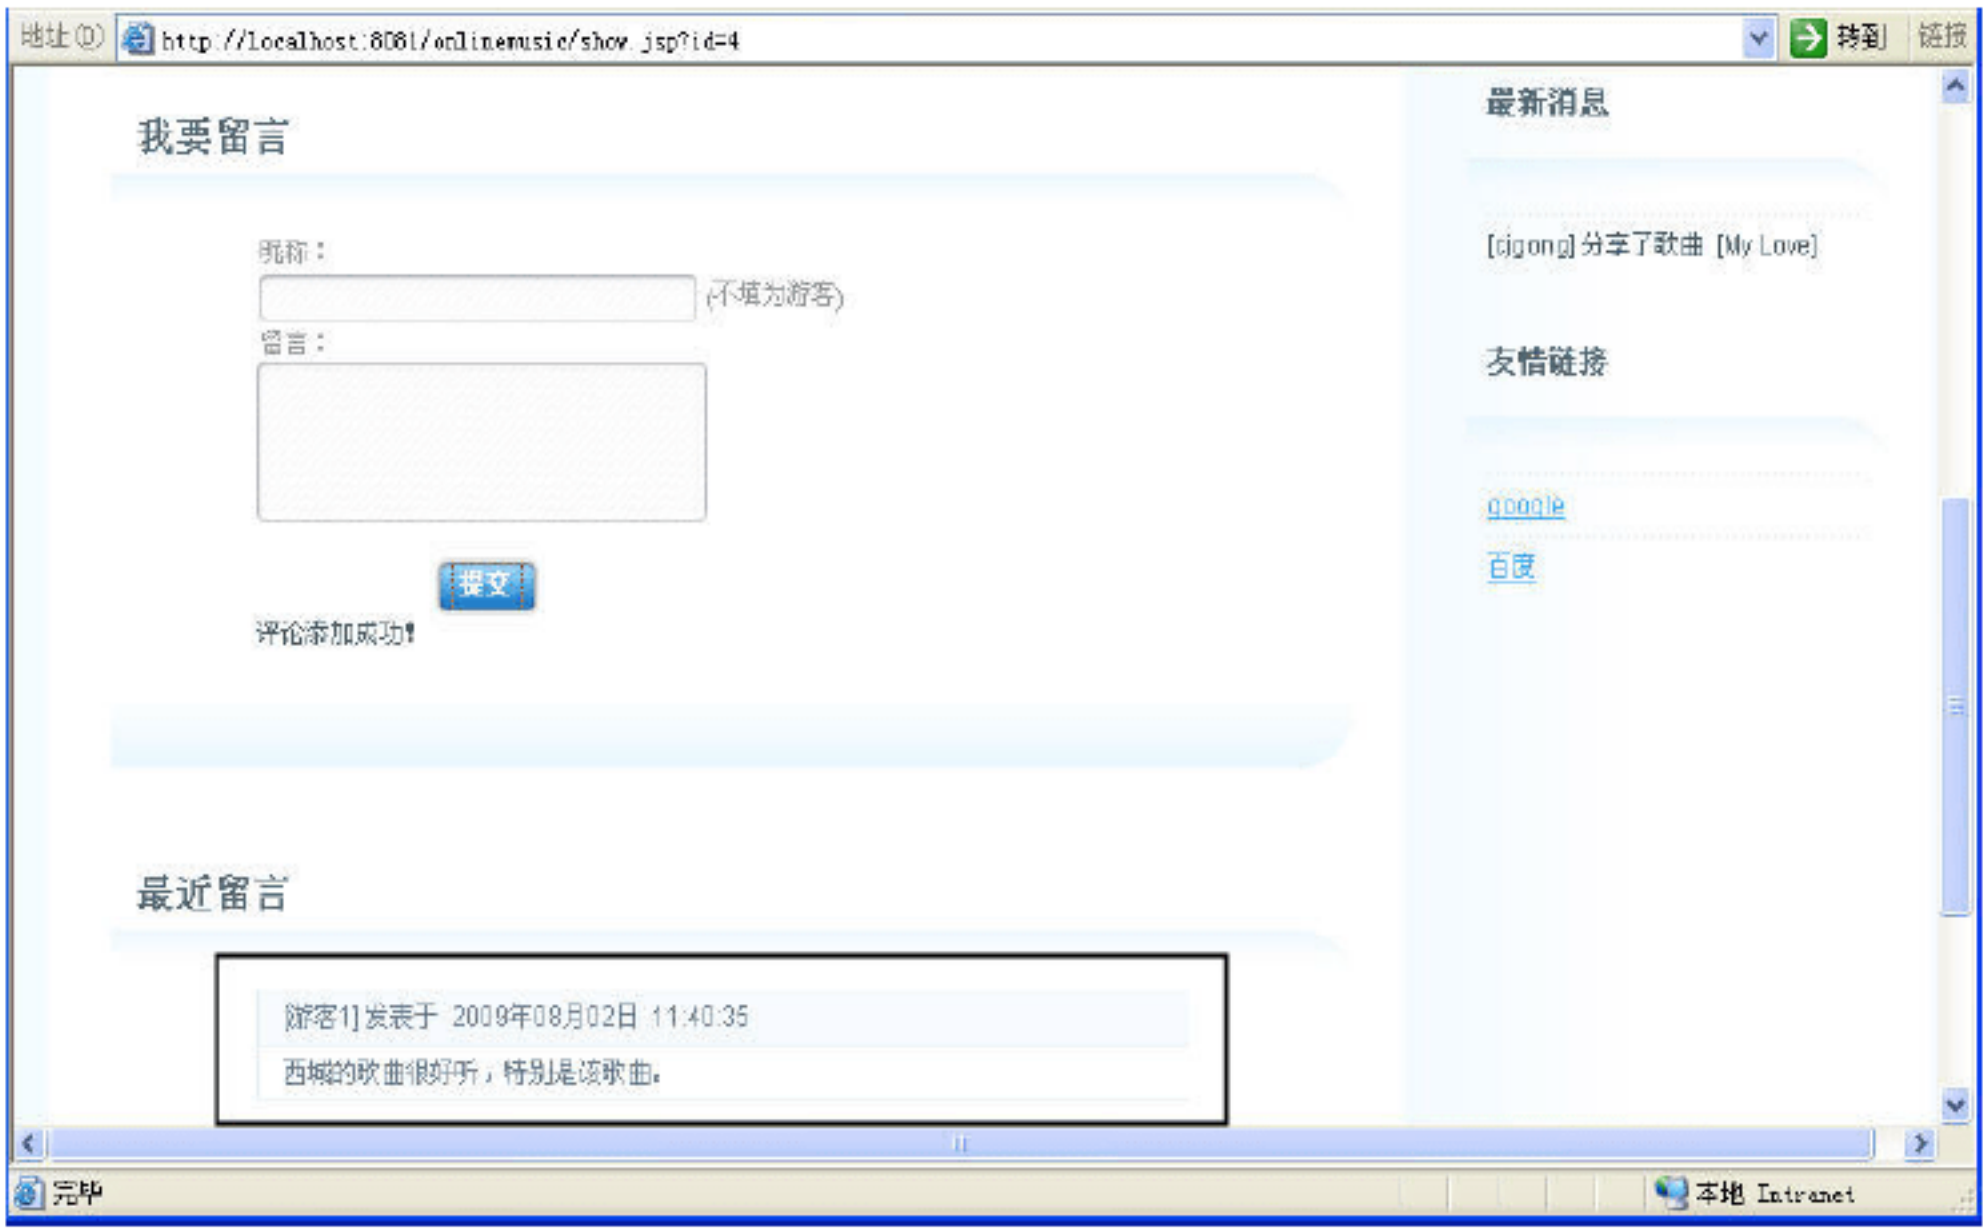 地址(D) http://localhost:8081/onlinemusic/show.jsp?id=4 转到 链接
我要留言
昵称：
(不填为游客)
留言：
提交
评论添加成功!
最近留言
[游客1] 发表于 2009年08月02日 11:40:35
西城的歌曲很好听，特别是该歌曲。
最新消息
[cjgong] 分享了歌曲 [My Love]
友情链接
google
百度
完毕
本地 Intranet